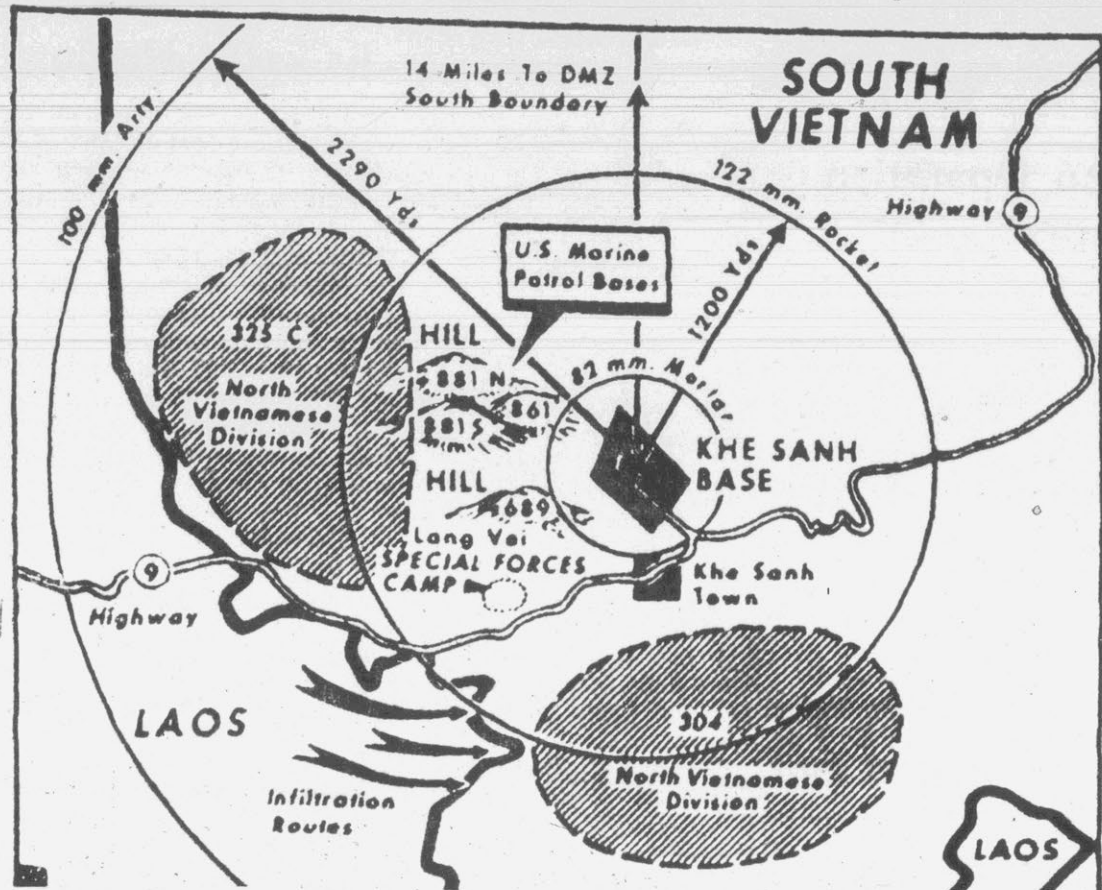 14 Miles To DMZ
South Boundary
SOUTH
VIETNAM
100 mm. Arty
2290 Yds
122 mm. Rocket
Highway 9
U.S. Marine
Patrol Bases
1200 Yds
325 C
North
Vietnamese
Division
HILL
881 N
861
881S
82 mm. Mortar
KHE SANH
BASE
HILL
689
Lang Vei
SPECIAL FORCES
CAMP
Khe Sanh
Town
9
Highway
LAOS
304
North Vietnamese
Division
Infiltration
Routes
LAOS